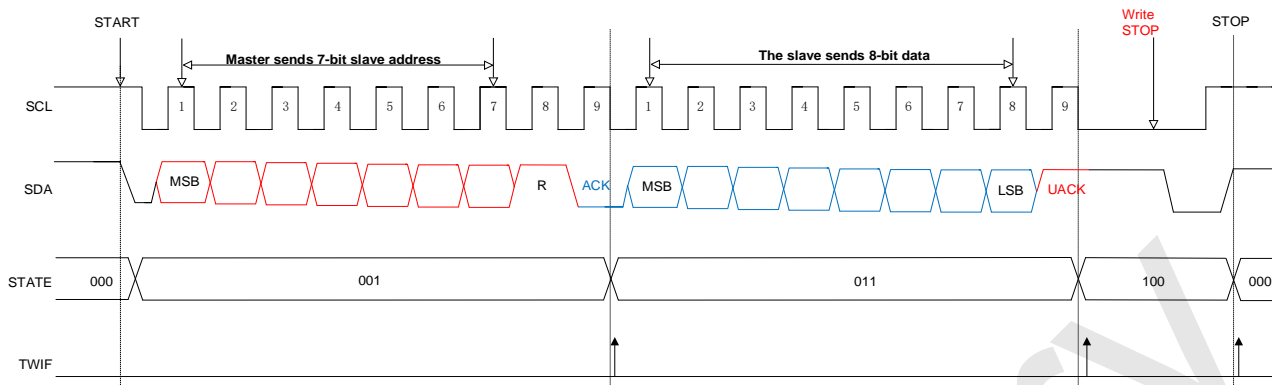 START
Write
STOP
STOP
Master sends 7-bit slave address
The slave sends 8-bit data
SCL
1 2 3 4 5 6 7 8 9 1 2 3 4 5 6 7 8 9
SDA
MSB R ACK MSB LSB UACK
STATE
000 001 011 100 000
TWIF